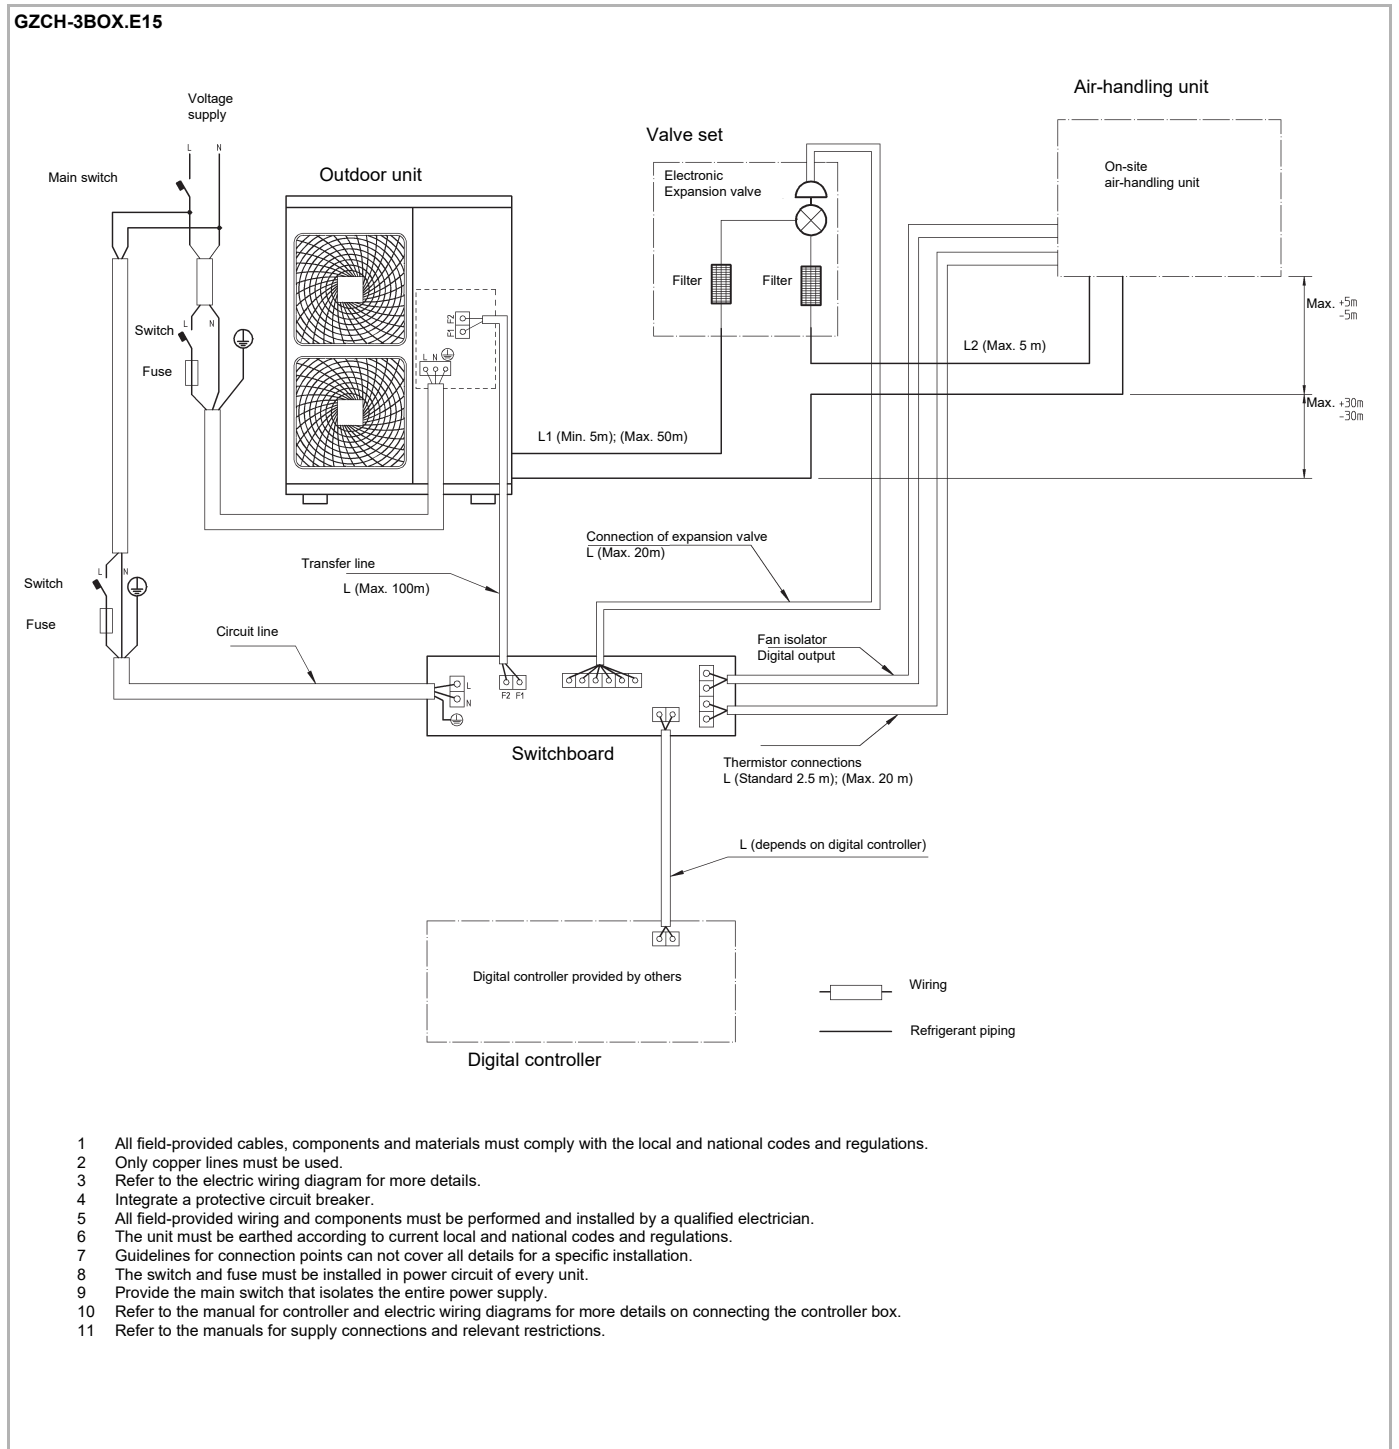 GZCH-3BOX.E15
Air-handling unit
Voltage
supply
Valve set
L N
Main switch
Outdoor unit
Electronic
Expansion valve
On-site
air-handling unit
Filter
Filter
Max. +5m
-5m
Switch
L N
F2
F1
L2 (Max. 5 m)
L N
Fuse
Max. +30m
-30m
L1 (Min. 5m); (Max. 50m)
Connection of expansion valve
L (Max. 20m)
Transfer line
L (Max. 100m)
L N
Switch
Fuse
Circuit line
Fan isolator
Digital output
L
N
F2 F1
Switchboard
Thermistor connections
L (Standard 2.5 m); (Max. 20 m)
L (depends on digital controller)
Digital controller provided by others
Wiring
Refrigerant piping
Digital controller
1 All field-provided cables, components and materials must comply with the local and national codes and regulations.
2 Only copper lines must be used.
3 Refer to the electric wiring diagram for more details.
4 Integrate a protective circuit breaker.
5 All field-provided wiring and components must be performed and installed by a qualified electrician.
6 The unit must be earthed according to current local and national codes and regulations.
7 Guidelines for connection points can not cover all details for a specific installation.
8 The switch and fuse must be installed in power circuit of every unit.
9 Provide the main switch that isolates the entire power supply.
10 Refer to the manual for controller and electric wiring diagrams for more details on connecting the controller box.
11 Refer to the manuals for supply connections and relevant restrictions.